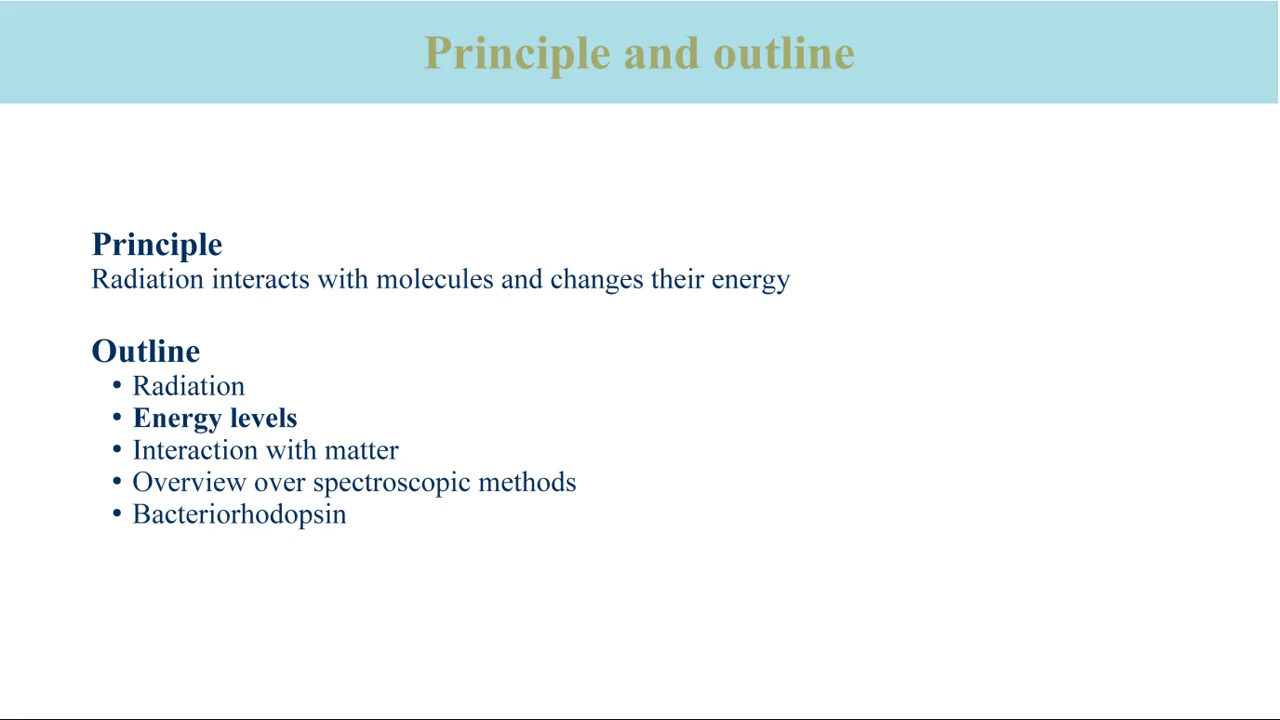 Principle and outline
Principle
Radiation interacts with molecules and changes their energy
Outline
• Radiation
• Energy levels
• Interaction with matter
• Overview over spectroscopic methods
• Bacteriorhodopsin